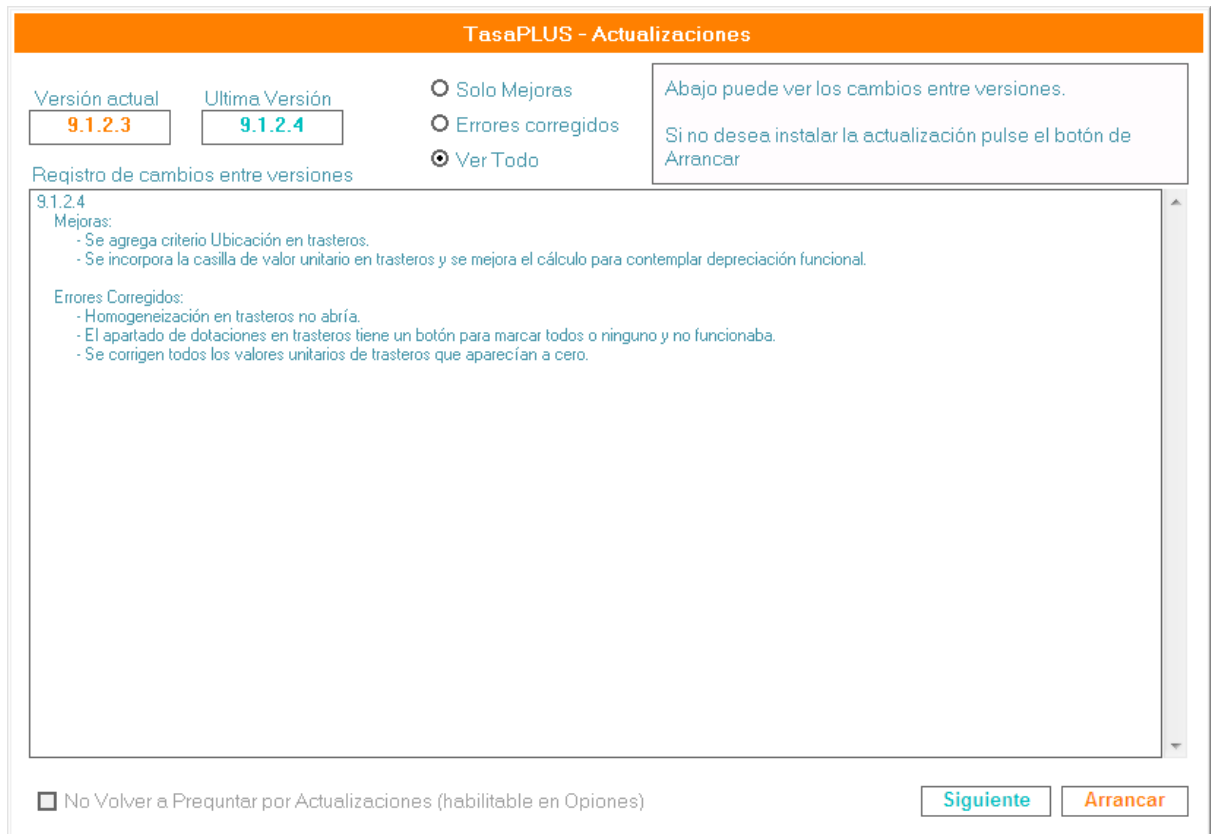 TasaPLUS - Actualizaciones
Versión actual
Ultima Versión
9.1.2.3
9.1.2.4
Solo Mejoras
Errores corregidos
Ver Todo
Abajo puede ver los cambios entre versiones.
Si no desea instalar la actualización pulse el botón de
Arrancar
Registro de cambios entre versiones
9.1.2.4
Mejoras:
- Se agrega criterio Ubicación en trasteros.
- Se incorpora la casilla de valor unitario en trasteros y se mejora el cálculo para contemplar depreciación funcional.
Errores Corregidos:
- Homogeneización en trasteros no abría.
- El apartado de dotaciones en trasteros tiene un botón para marcar todos o ninguno y no funcionaba.
- Se corrigen todos los valores unitarios de trasteros que aparecían a cero.
No Volver a Preguntar por Actualizaciones (habilitable en Opiones)
Siguiente
Arrancar